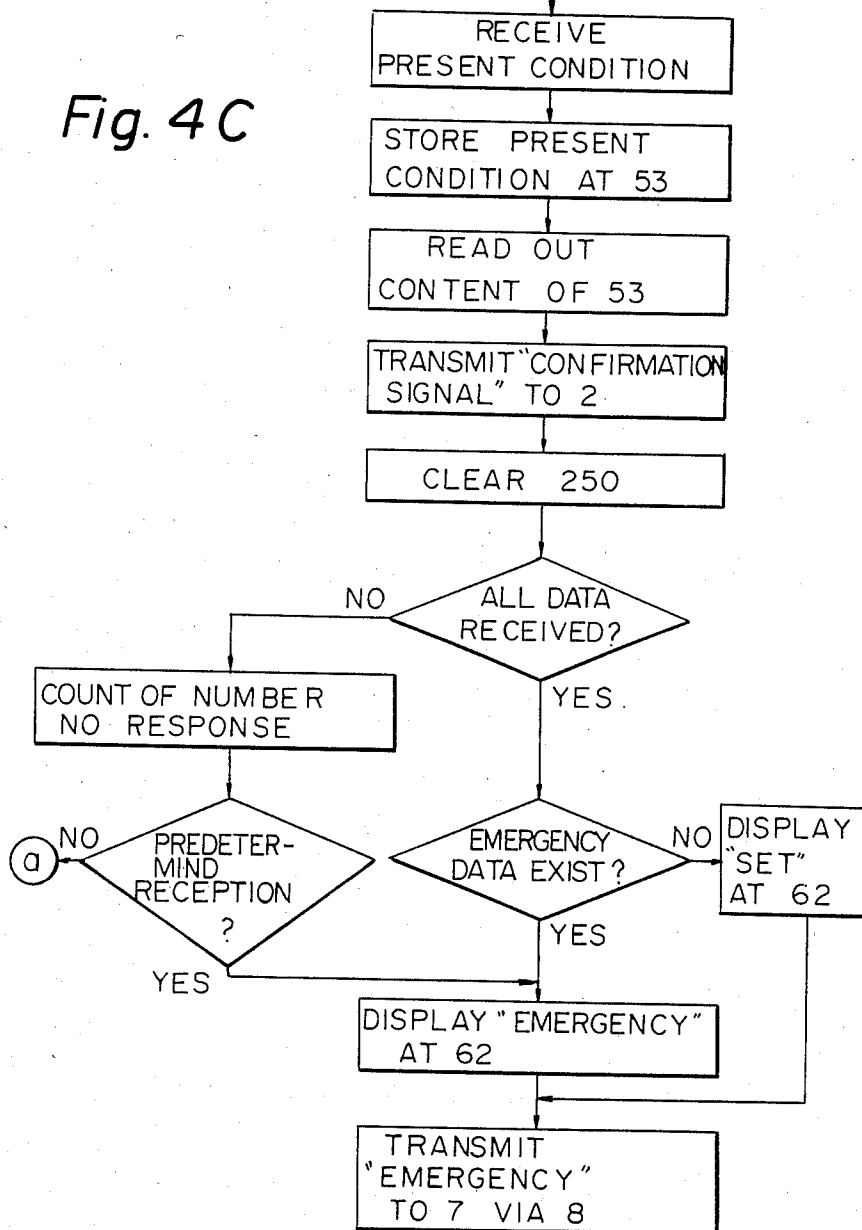 Fig. 4C
RECEIVE
PRESENT CONDITION
STORE PRESENT
CONDITION AT 53
READ OUT
CONTENT OF 53
TRANSMIT "CONFIRMATION
SIGNAL" TO 2
CLEAR 250
ALL DATA
RECEIVED?
NO
YES
COUNT OF NUMBER
NO RESPONSE
PREDETER-
MIND
RECEPTION
?
NO
a
YES
EMERGENCY
DATA EXIST?
NO
YES
DISPLAY
"SET"
AT 62
DISPLAY "EMERGENCY"
AT 62
TRANSMIT
"EMERGENCY"
TO 7 VIA 8